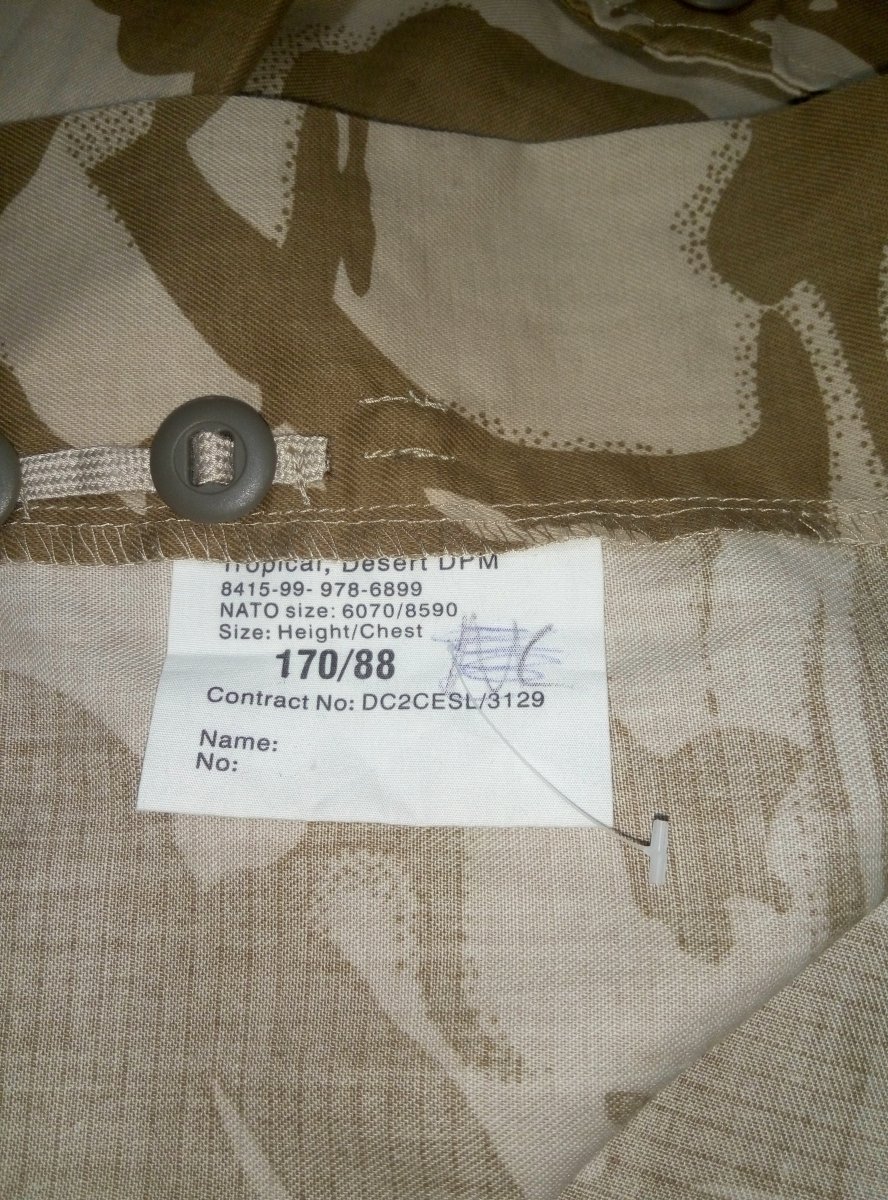 Tropical, Desert DPM
8415-99- 978-6899
NATO size: 6070/8590
Size: Height/Chest
170/88
Contract No: DC2CESL/3129
Name:
No: